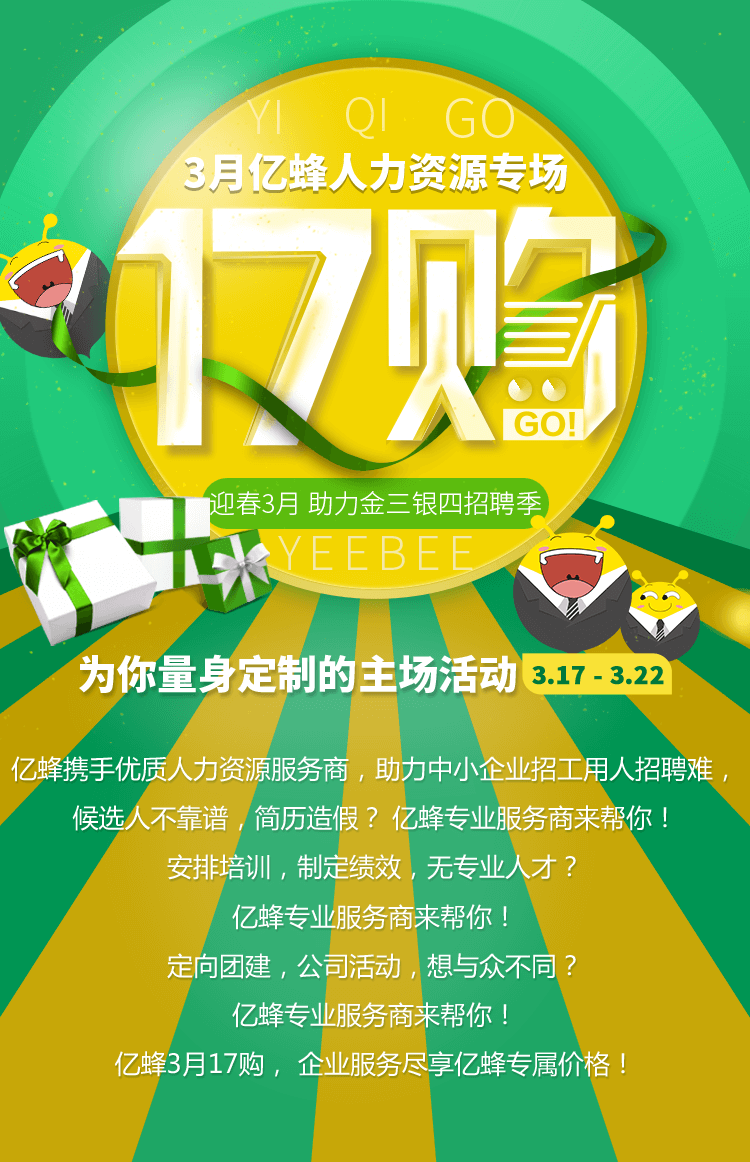 YI QI GO
3月亿蜂人力资源专场
17购
GO!
迎春3月 助力金三银四招聘季
YEEBEE
为你量身定制的主场活动 3.17 - 3.22
亿蜂携手优质人力资源服务商，助力中小企业招工用人招聘难，
候选人不靠谱，简历造假？ 亿蜂专业服务商来帮你！
安排培训，制定绩效，无专业人才？
亿蜂专业服务商来帮你！
定向团建，公司活动，想与众不同？
亿蜂专业服务商来帮你！
亿蜂3月17购， 企业服务尽享亿蜂专属价格！